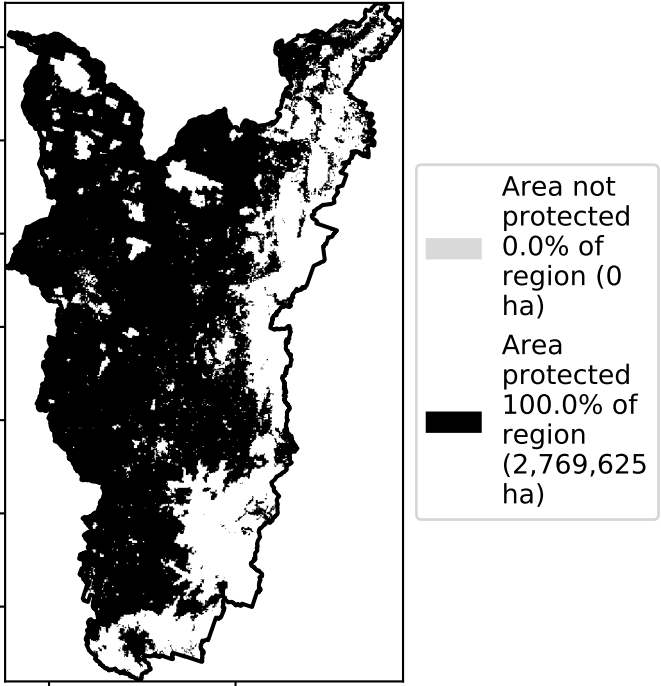 Area not
protected
0.0% of
region (0
ha)
Area
protected
100.0% of
region
(2,769,625
ha)